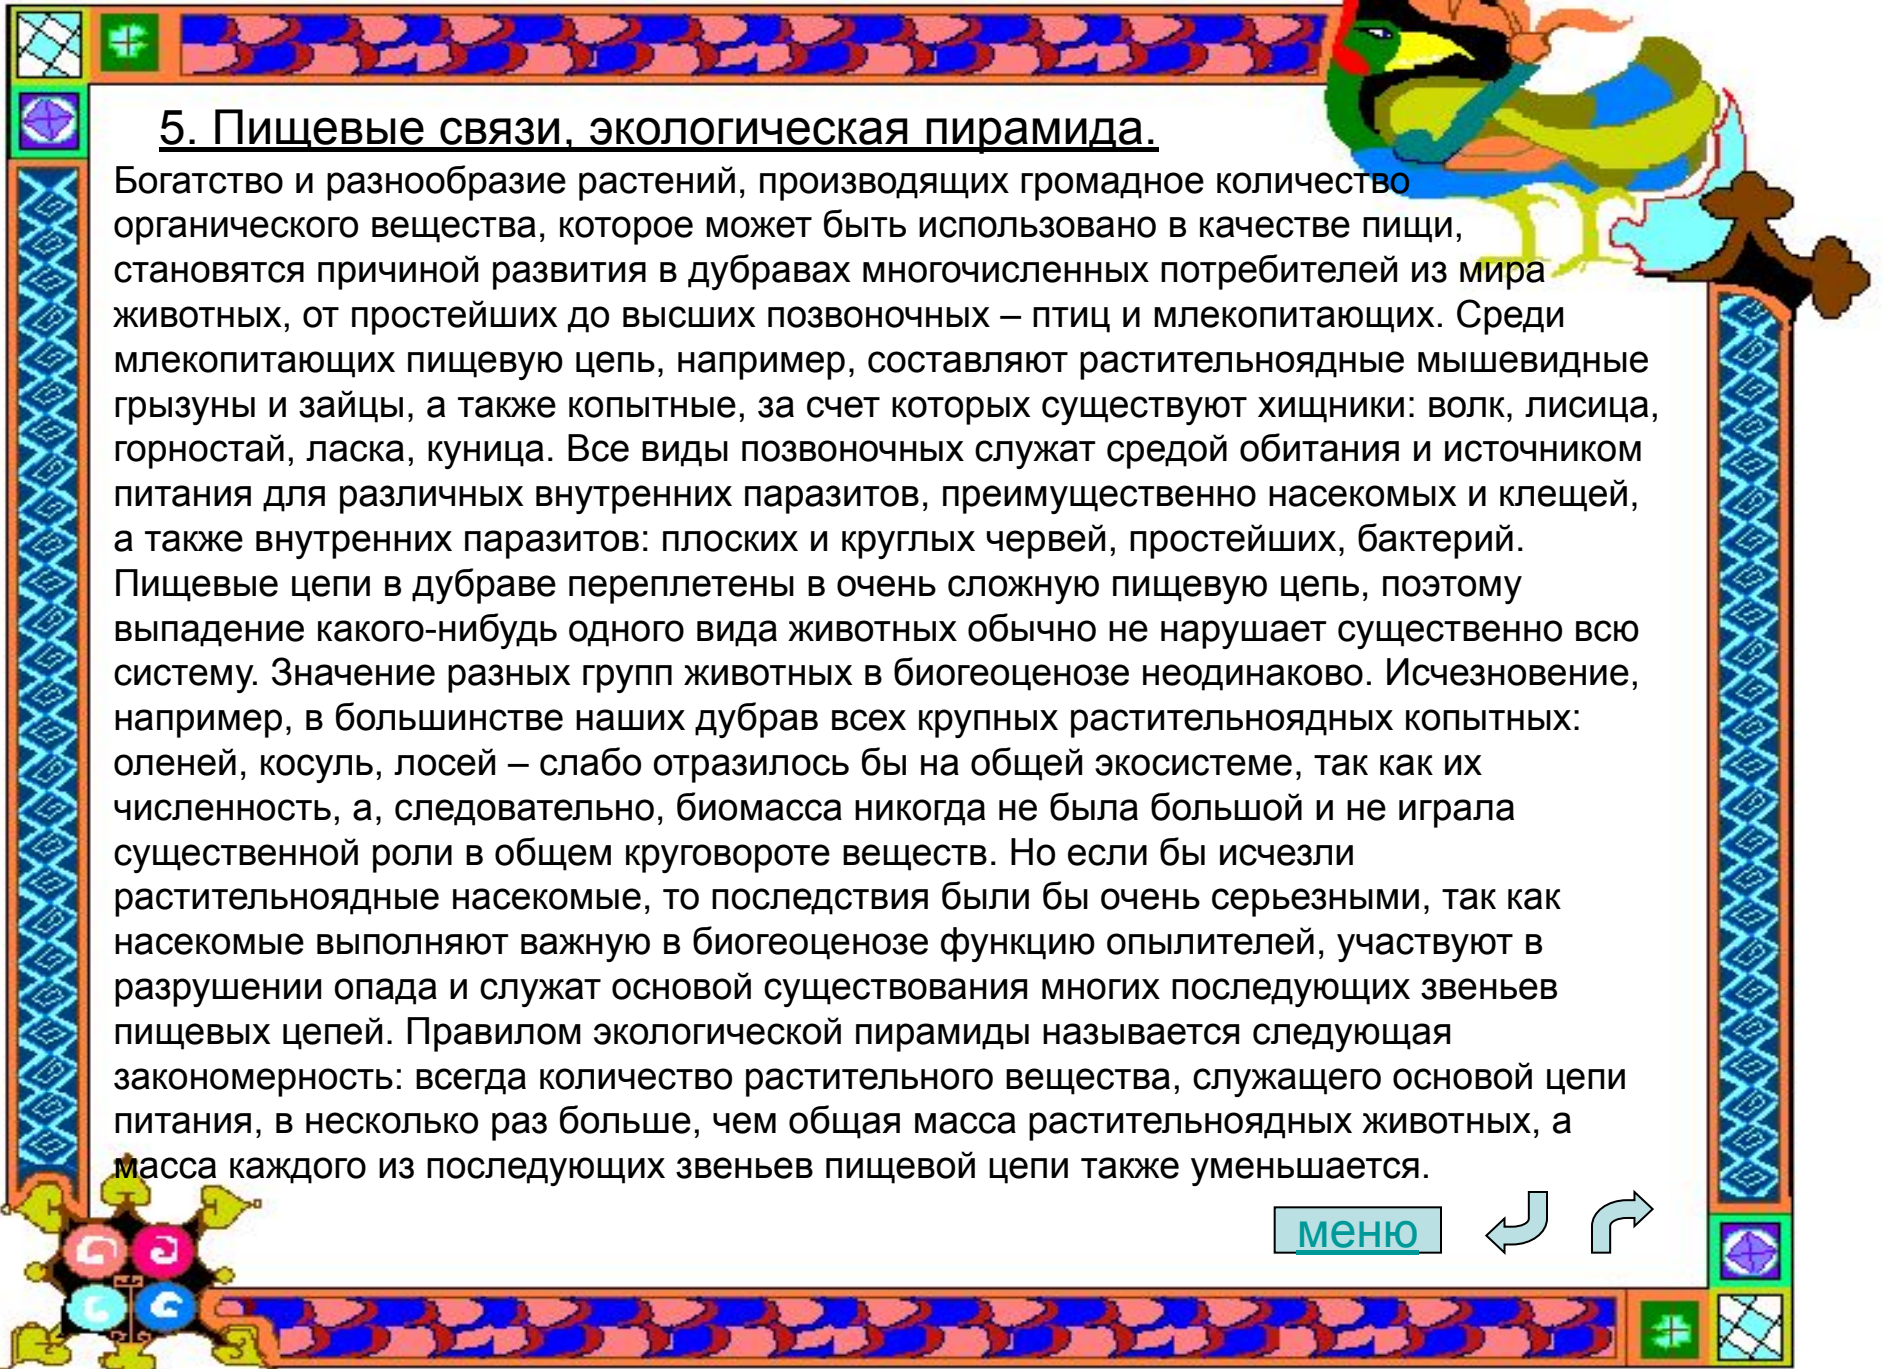 5. Пищевые связи, экологическая пирамида.
Богатство и разнообразие растений, производящих громадное количество
органического вещества, которое может быть использовано в качестве пищи,
становятся причиной развития в дубравах многочисленных потребителей из мира
животных, от простейших до высших позвоночных – птиц и млекопитающих. Среди
млекопитающих пищевую цепь, например, составляют растительноядные мышевидные
грызуны и зайцы, а также копытные, за счет которых существуют хищники: волк, лисица,
горностай, ласка, куница. Все виды позвоночных служат средой обитания и источником
питания для различных внутренних паразитов, преимущественно насекомых и клещей,
а также внутренних паразитов: плоских и круглых червей, простейших, бактерий.
Пищевые цепи в дубраве переплетены в очень сложную пищевую цепь, поэтому
выпадение какого-нибудь одного вида животных обычно не нарушает существенно всю
систему. Значение разных групп животных в биогеоценозе неодинаково. Исчезновение,
например, в большинстве наших дубрав всех крупных растительноядных копытных:
оленей, косуль, лосей – слабо отразилось бы на общей экосистеме, так как их
численность, а, следовательно, биомасса никогда не была большой и не играла
существенной роли в общем круговороте веществ. Но если бы исчезли
растительноядные насекомые, то последствия были бы очень серьезными, так как
насекомые выполняют важную в биогеоценозе функцию опылителей, участвуют в
разрушении опада и служат основой существования многих последующих звеньев
пищевых цепей. Правилом экологической пирамиды называется следующая
закономерность: всегда количество растительного вещества, служащего основой цепи
питания, в несколько раз больше, чем общая масса растительноядных животных, а
масса каждого из последующих звеньев пищевой цепи также уменьшается.
меню